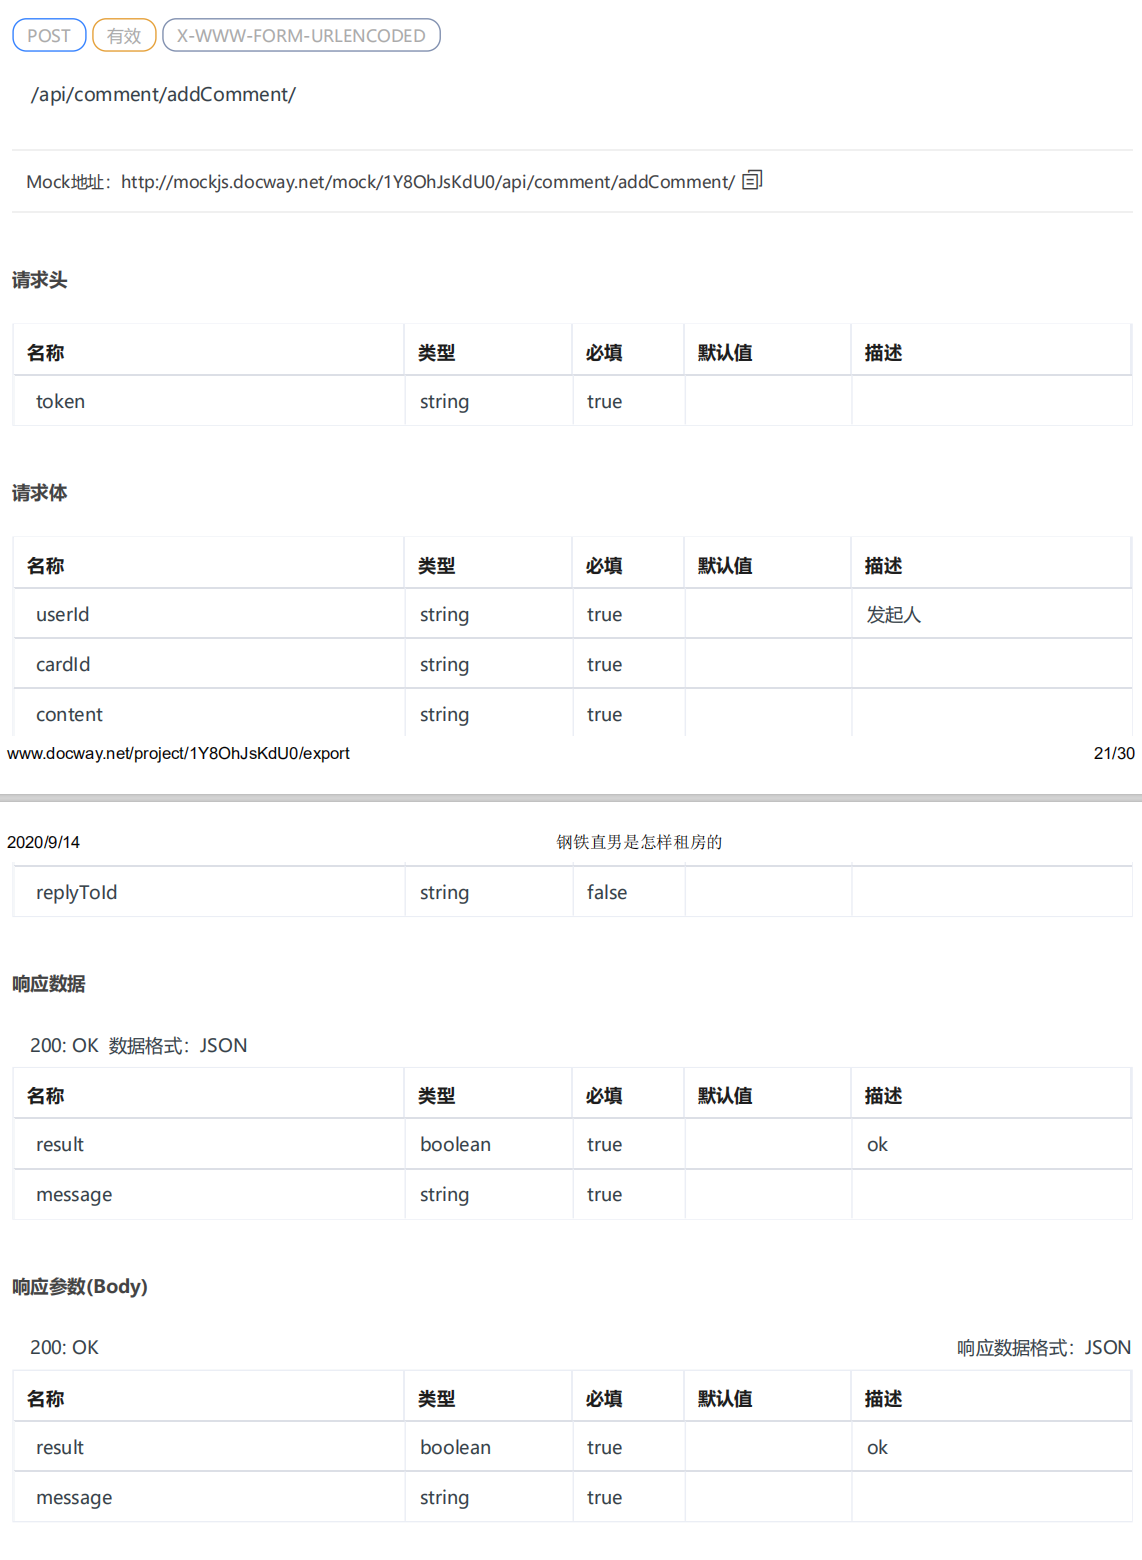 POST 有效 X-WWW-FORM-URLENCODED
/api/comment/addComment/
Mock地址：http://mockjs.docway.net/mock/1Y8OhJsKdU0/api/comment/addComment/
请求头
名称 类型 必填 默认值 描述
token string true
请求体
名称 类型 必填 默认值 描述
userId string true 发起人
cardId string true
content string true
www.docway.net/project/1Y8OhJsKdU0/export 21/30
2020/9/14 钢铁直男是怎样租房的
replyToId string false
响应数据
200: OK 数据格式：JSON
名称 类型 必填 默认值 描述
result boolean true ok
message string true
响应参数(Body)
200: OK 响应数据格式：JSON
名称 类型 必填 默认值 描述
result boolean true ok
message string true